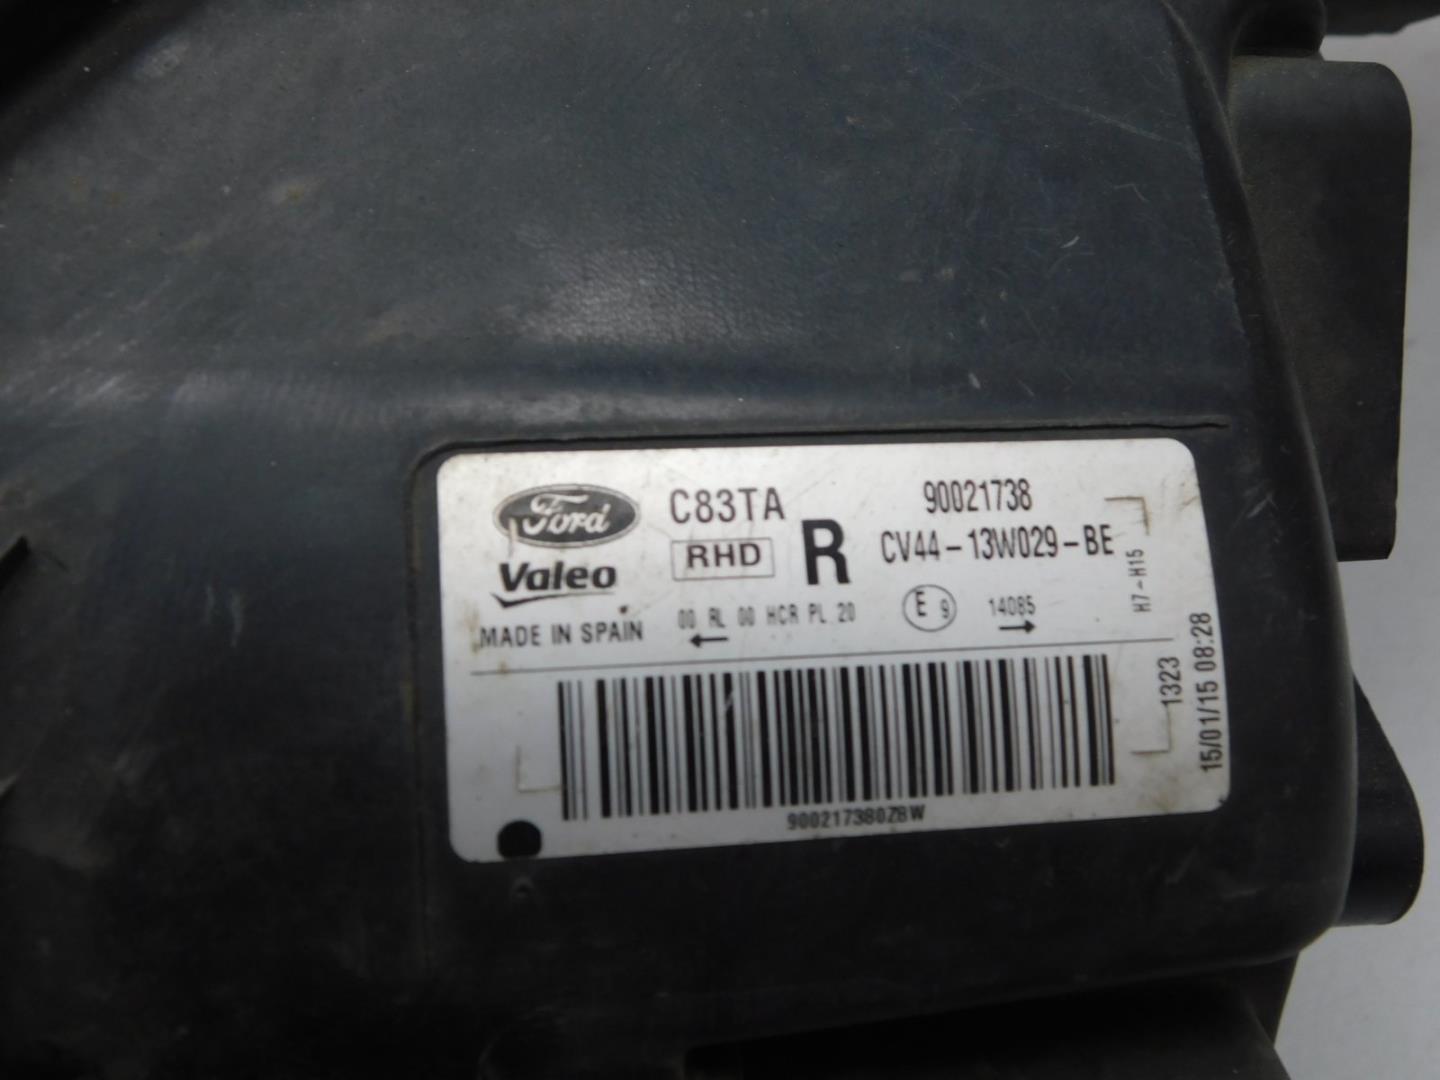 Ford
C83TA
90021738
Valeo
RHD
R
CV44-13W029-BE
MADE IN SPAIN
00 RL 00 HCR PL 20
E 9
14085
H7-H15
1323
15/01/15 08:28
90021738078W